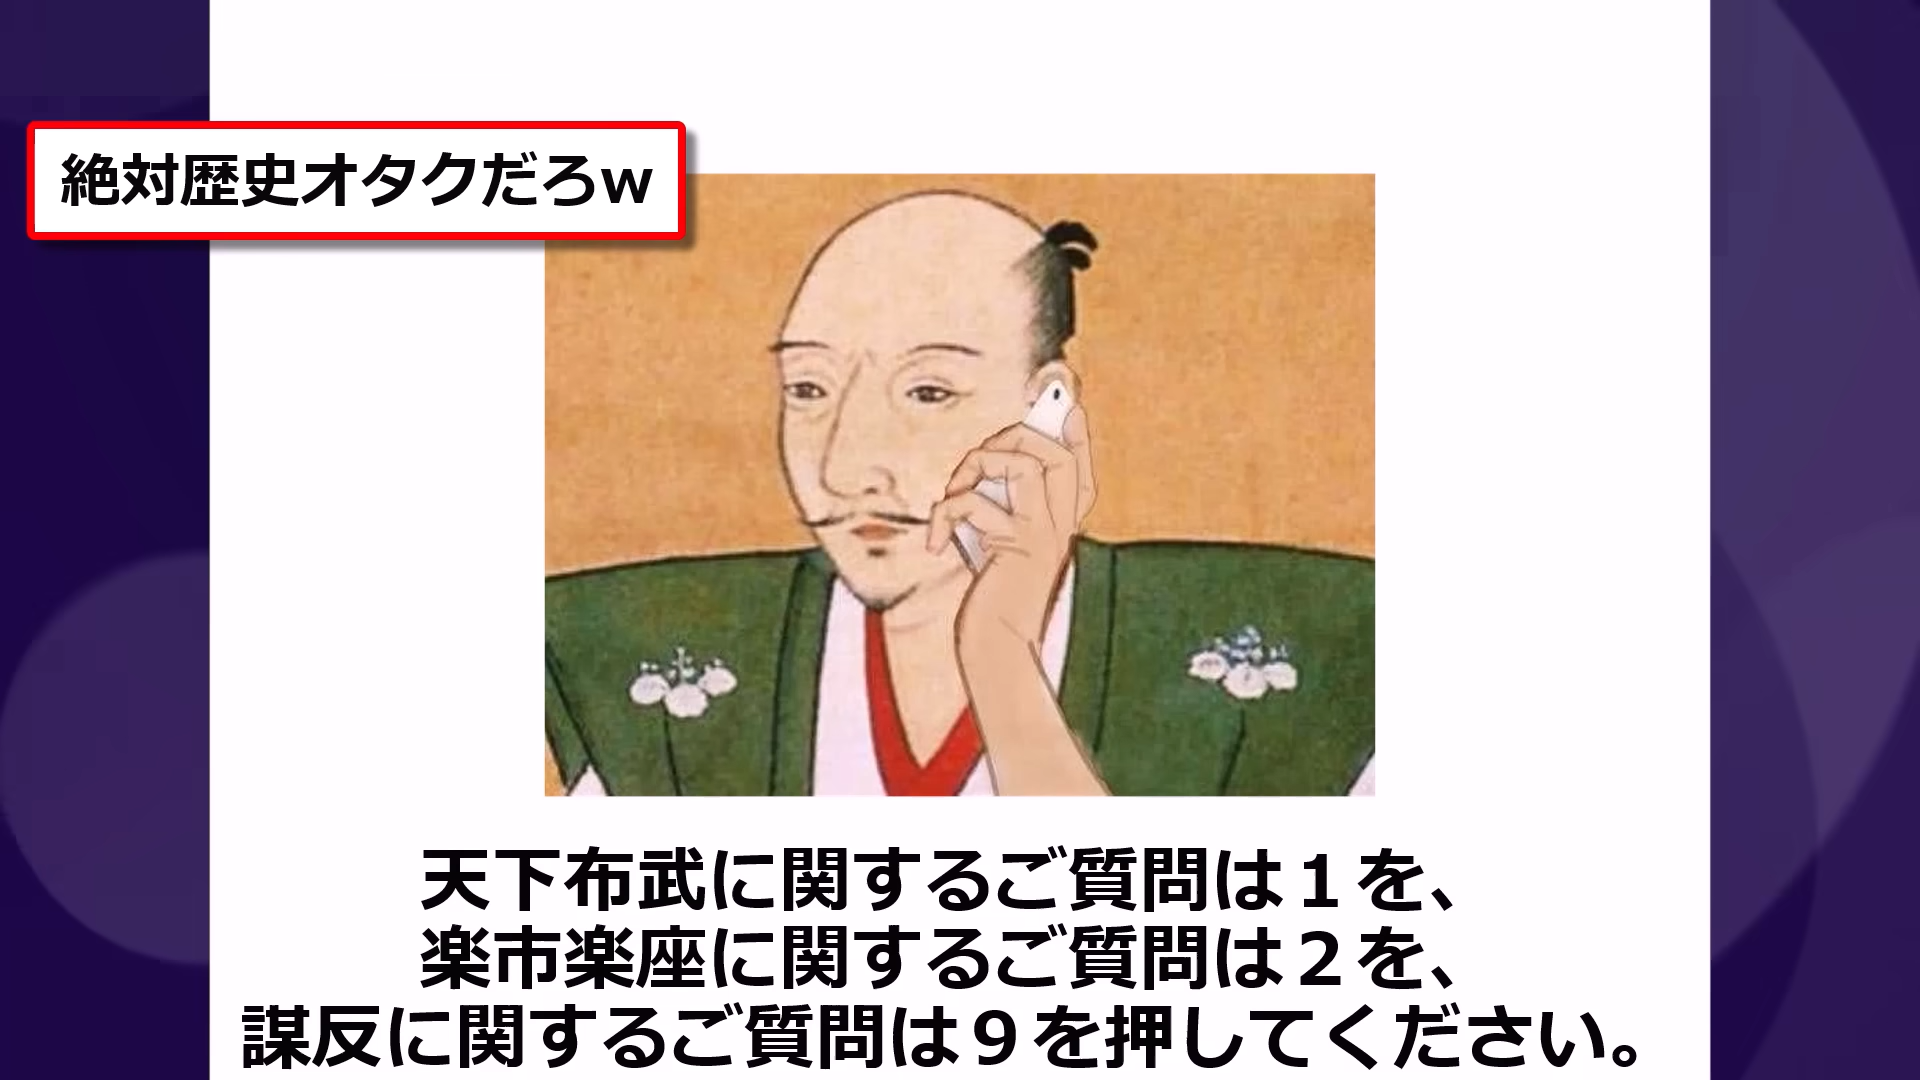 絶対歴史オタクだろw
天下布武に関するご質問は１を、
楽市楽座に関するご質問は２を、
謀反に関するご質問は９を押してください。